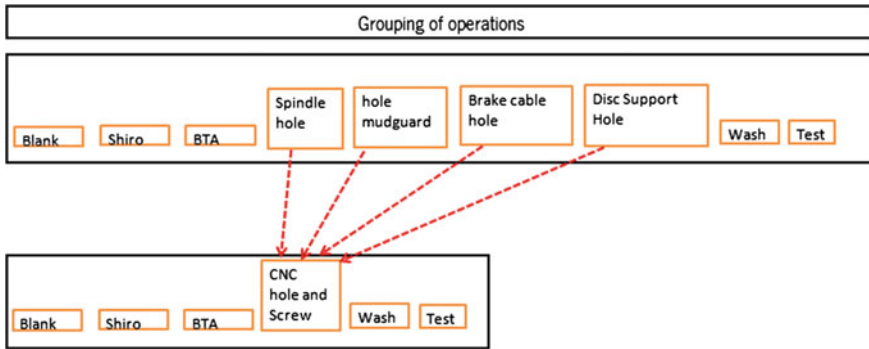 Grouping of operations
Blank
Shiro
BTA
Spindle
hole
hole
mudguard
Brake cable
hole
Disc Support
Hole
Wash
Test
Blank
Shiro
BTA
CNC
hole and
Screw
Wash
Test